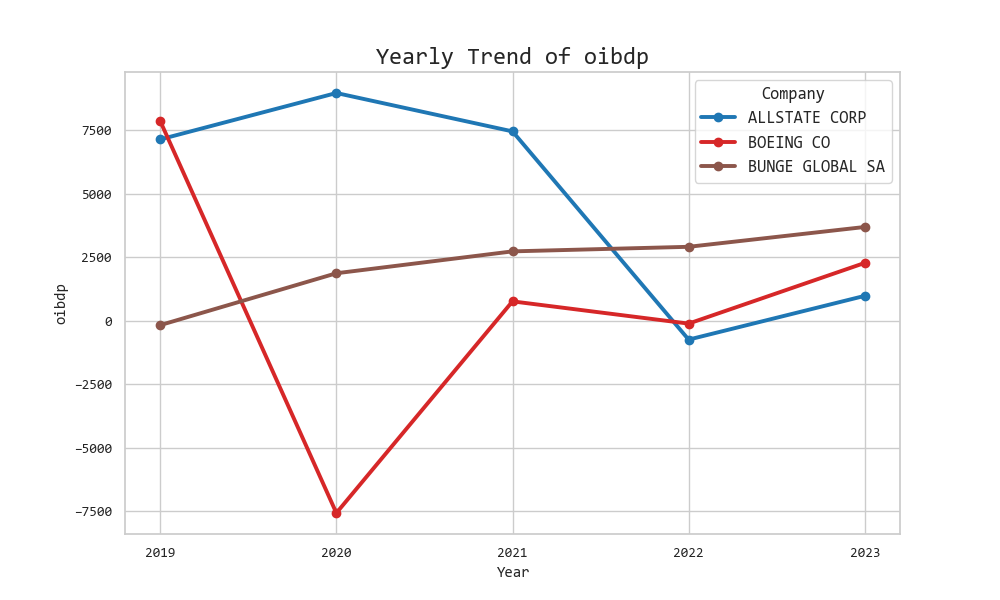 Yearly Trend of oibdp
Company
ALLSTATE CORP
BOEING CO
BUNGE GLOBAL SA
7500
5000
2500
0
−2500
−5000
−7500
oibdp
2019 2020 2021 2022 2023
Year